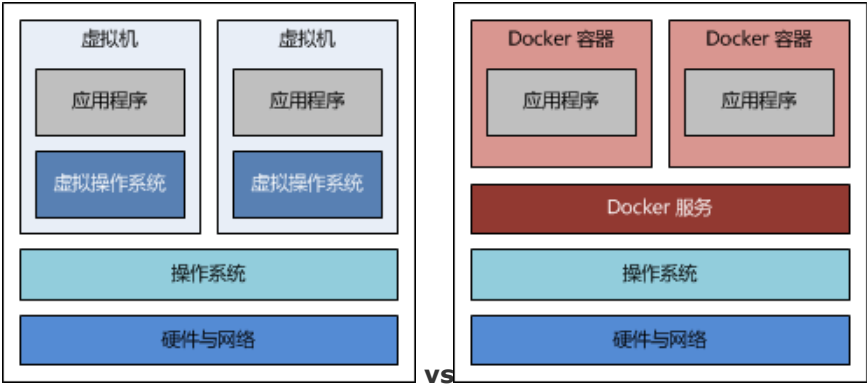 虚拟机
虚拟机
应用程序
应用程序
虚拟操作系统
虚拟操作系统
操作系统
硬件与网络
vs
Docker 容器
Docker 容器
应用程序
应用程序
Docker 服务
操作系统
硬件与网络